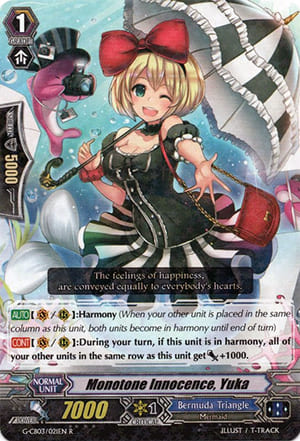 GRADE
1
SHIELD
5000
The feelings of happiness,
are conveyed equally to everybody's hearts.
AUTO [ / ]:Harmony (When your other unit is placed in the same
column as this unit, both units become in harmony until end of turn)
CONT [ / ]:During your turn, if this unit is in harmony, all of
your other units in the same row as this unit get +1000.
NORMAL
UNIT
Monotone Innocence, Yuka
POWER
7000
1
CRITICAL
Bermuda Triangle
Mermaid
G-CB03/021EN R
ILLUST / T-TRACK